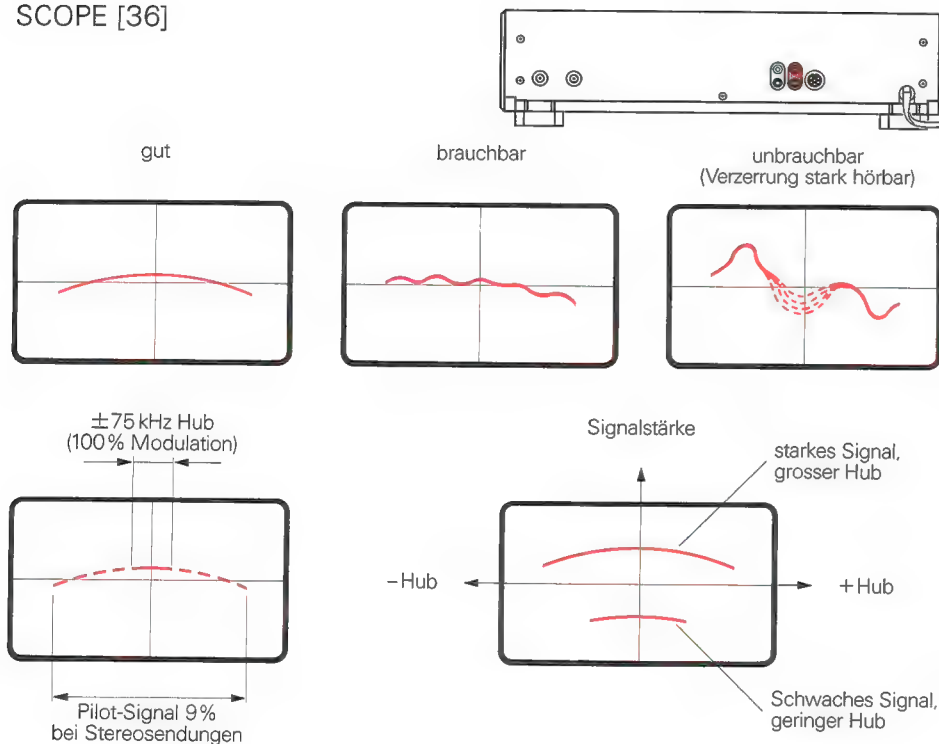 SCOPE [36]
gut
brauchbar
unbrauchbar
(Verzerrung stark hörbar)
±75 kHz Hub
(100% Modulation)
Pilot-Signal 9%
bei Stereosendungen
Signalstärke
starkes Signal,
grosser Hub
–Hub
+Hub
Schwaches Signal,
geringer Hub